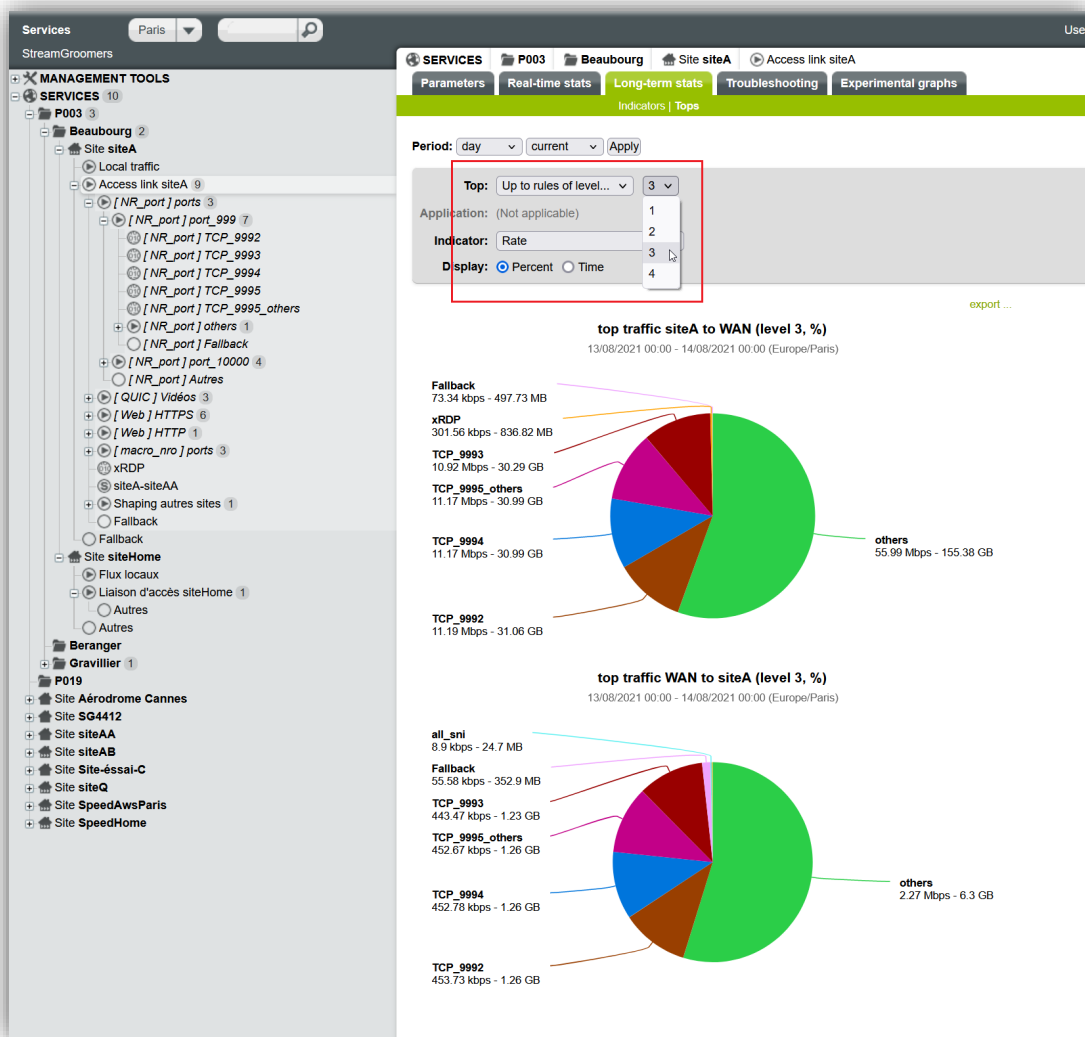 Services Paris
StreamGroomers
Use
MANAGEMENT TOOLS
SERVICES 10
P003 3
Beaubourg 2
Site siteA
Local traffic
Access link siteA 9
[ NR_port ] ports 3
[ NR_port ] port_999 7
[ NR_port ] TCP_9992
[ NR_port ] TCP_9993
[ NR_port ] TCP_9994
[ NR_port ] TCP_9995
[ NR_port ] TCP_9995_others
[ NR_port ] others 1
[ NR_port ] Fallback
[ NR_port ] port_10000 4
[ NR_port ] Autres
[ QUIC ] Vidéos 3
[ Web ] HTTPS 6
[ Web ] HTTP 1
[ macro_nro ] ports 3
xRDP
siteA-siteAA
Shaping autres sites 1
Fallback
Fallback
Site siteHome
Flux locaux
Liaison d'accès siteHome 1
Autres
Autres
Beranger
Gravillier 1
P019
Site Aérodrome Cannes
Site SG4412
Site siteAA
Site siteAB
Site Site-éssai-C
Site siteQ
Site SpeedAwsParis
Site SpeedHome
SERVICES P003 Beaubourg Site siteA Access link siteA
Parameters Real-time stats Long-term stats Troubleshooting Experimental graphs
Indicators | Tops
Period: day current Apply
Top: Up to rules of level... 3
1
2
3
4
Application: (Not applicable)
Indicator: Rate
Display: Percent Time
export ...
top traffic siteA to WAN (level 3, %)
13/08/2021 00:00 - 14/08/2021 00:00 (Europe/Paris)
Fallback
73.34 kbps - 497.73 MB
xRDP
301.56 kbps - 836.82 MB
TCP_9993
10.92 Mbps - 30.29 GB
TCP_9995_others
11.17 Mbps - 30.99 GB
TCP_9994
11.17 Mbps - 30.99 GB
TCP_9992
11.19 Mbps - 31.06 GB
others
55.99 Mbps - 155.38 GB
top traffic WAN to siteA (level 3, %)
13/08/2021 00:00 - 14/08/2021 00:00 (Europe/Paris)
all_sni
8.9 kbps - 24.7 MB
Fallback
55.58 kbps - 352.9 MB
TCP_9993
443.47 kbps - 1.23 GB
TCP_9995_others
452.67 kbps - 1.26 GB
TCP_9994
452.78 kbps - 1.26 GB
TCP_9992
453.73 kbps - 1.26 GB
others
2.27 Mbps - 6.3 GB